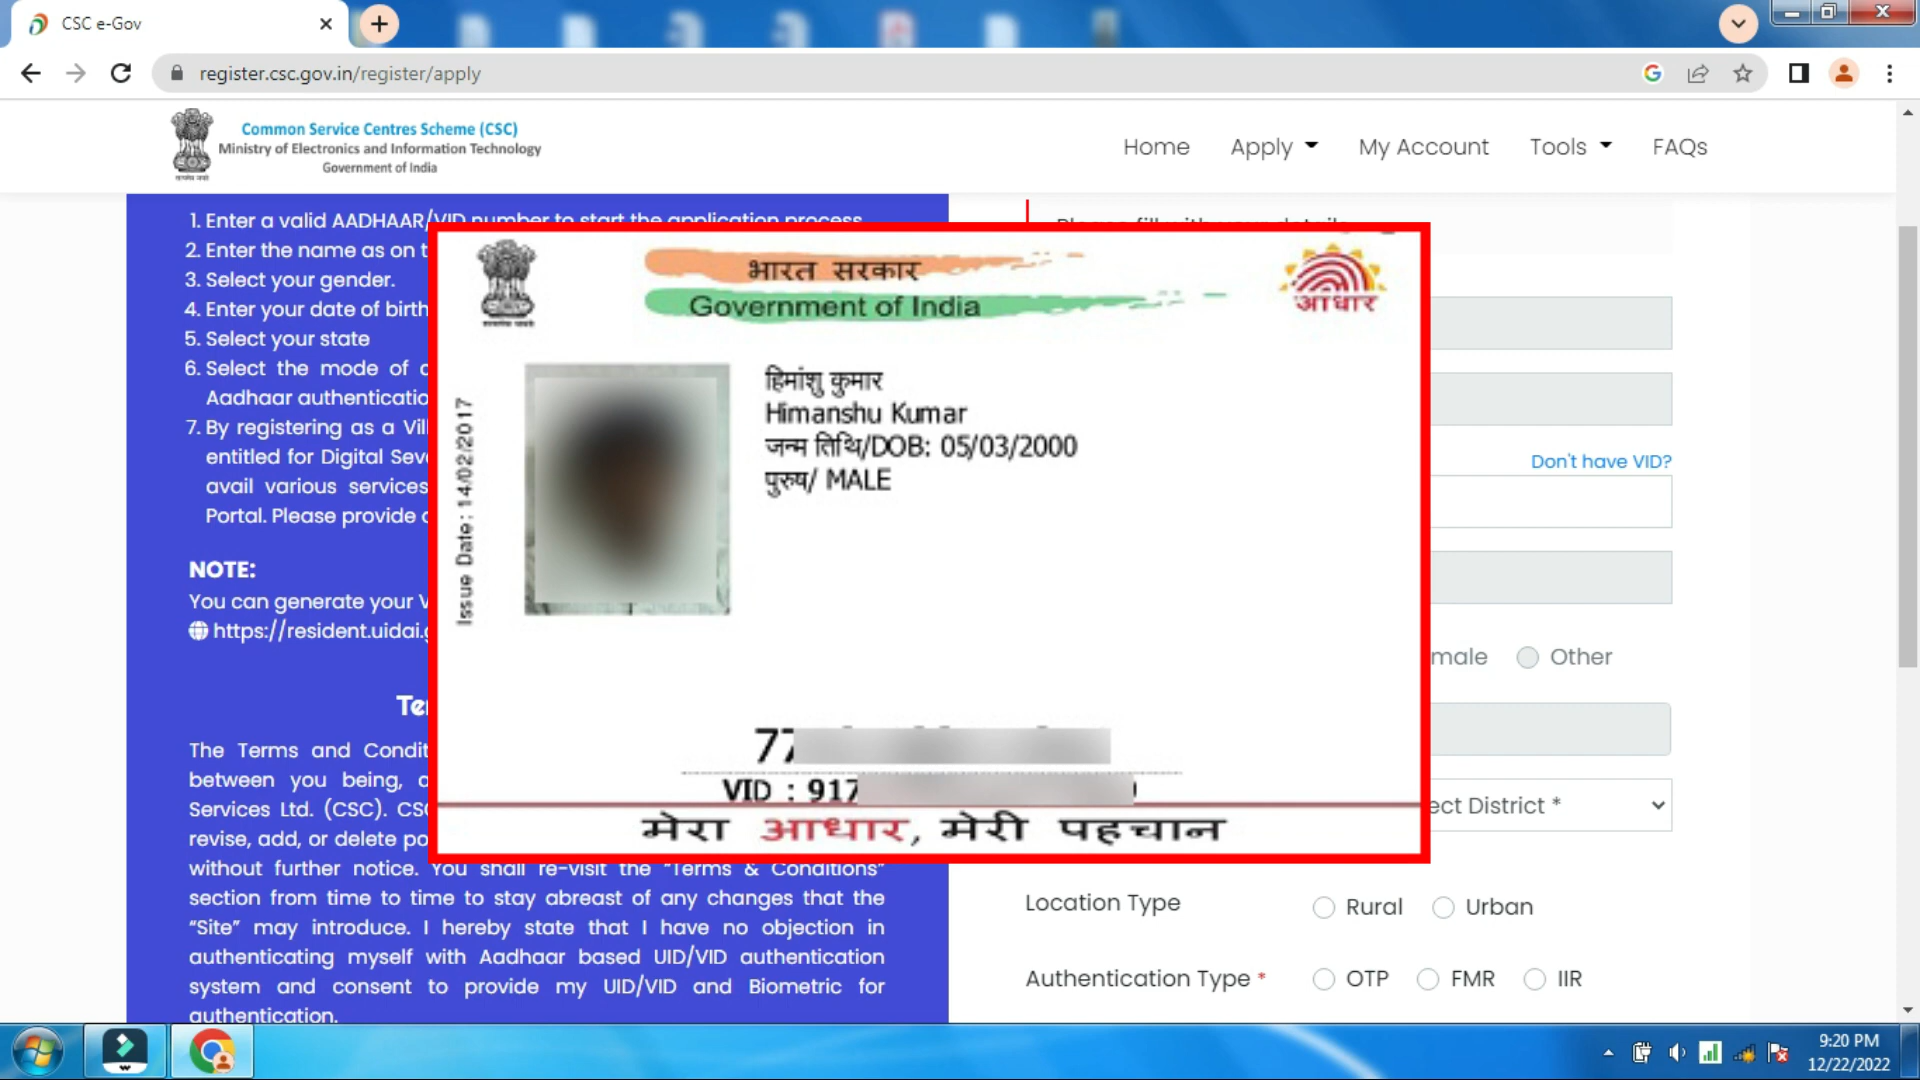 CSC e-Gov
register.csc.gov.in/register/apply
Common Service Centres Scheme (CSC)
Ministry of Electronics and Information Technology
Government of India
Home
Apply
My Account
Tools
FAQs
1. Enter a valid AADHAAR/VID number to start the application process
2. Enter the name as on
3. Select your gender.
4. Enter your date of birth
5. Select your state
6. Select the mode of
Aadhaar
7. By registering as a
entitled for Digital
avail various services
Portal. Please provide
NOTE:
You can generate your
https://resident.uidai.
The Terms and
between you being,
Services Ltd. (CSC).
revise, add, or delete
without further notice. You shall re-visit the "Terms & Conditions"
section from time to time to stay abreast of any changes that the
"Site" may introduce. I hereby state that I have no objection in
authenticating myself with Aadhaar based UID/VID authentication
system and consent to provide my UID/VID and Biometric for
authentication.
भारत सरकार
Government of India
आधार
Issue Date: 14/02/2017
हिमांशु कुमार
Himanshu Kumar
जन्म तिथि/DOB: 05/03/2000
पुरुष/ MALE
77
VID : 917
मेरा आधार, मेरी पहचान
Don't have VID?
male
Other
District *
Location Type
Rural
Urban
Authentication Type *
OTP
FMR
IIR
9:20 PM
12/22/2022